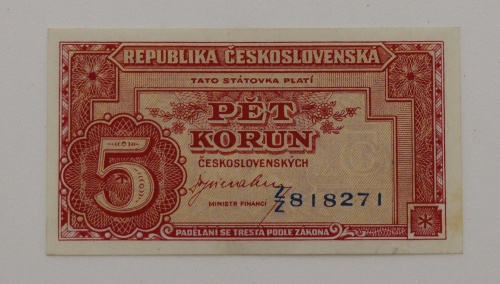 REPUBLIKA ČESKOSLOVENSKÁ
TATO STÁTOVKA PLATÍ
PĚT
KORUN
ČESKOSLOVENSKÝCH
5
MINISTR FINANCÍ
Z/Z 818271
PADĚLÁNÍ SE TRESTÁ PODLE ZÁKONA